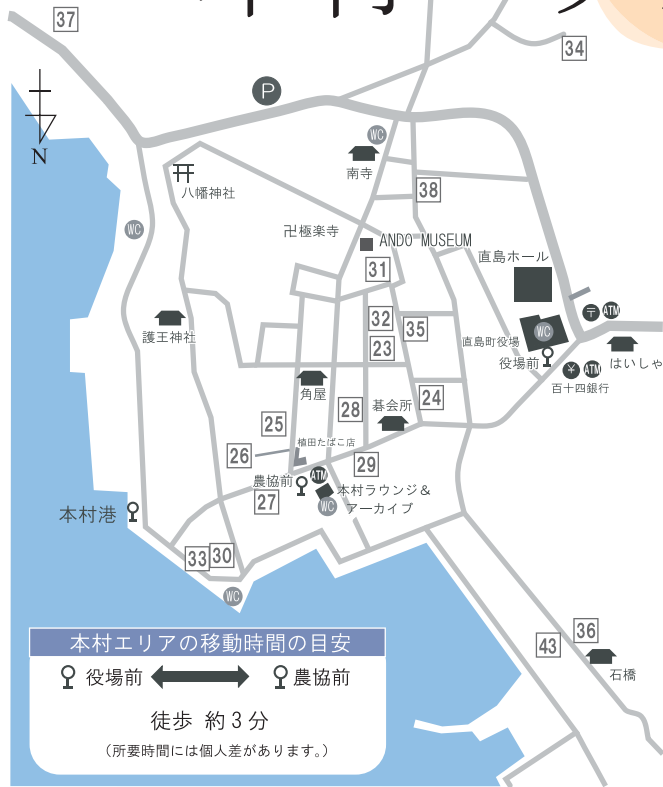 37
34
P
N
WC
南寺
八幡神社
38
WC
卍極楽寺
ANDO MUSEUM
直島ホール
31
〒
ATM
32
35
護王神社
WC
直島町役場
23
役場前
はいしゃ
¥
ATM
百十四銀行
角屋
24
28
碁会所
25
植田たばこ店
26
29
ATM
農協前
本村ラウンジ&
アーカイブ
27
WC
本村港
33
30
WC
36
43
石橋
本村エリアの移動時間の目安
役場前
農協前
徒歩 約3分
(所要時間には個人差があります。)